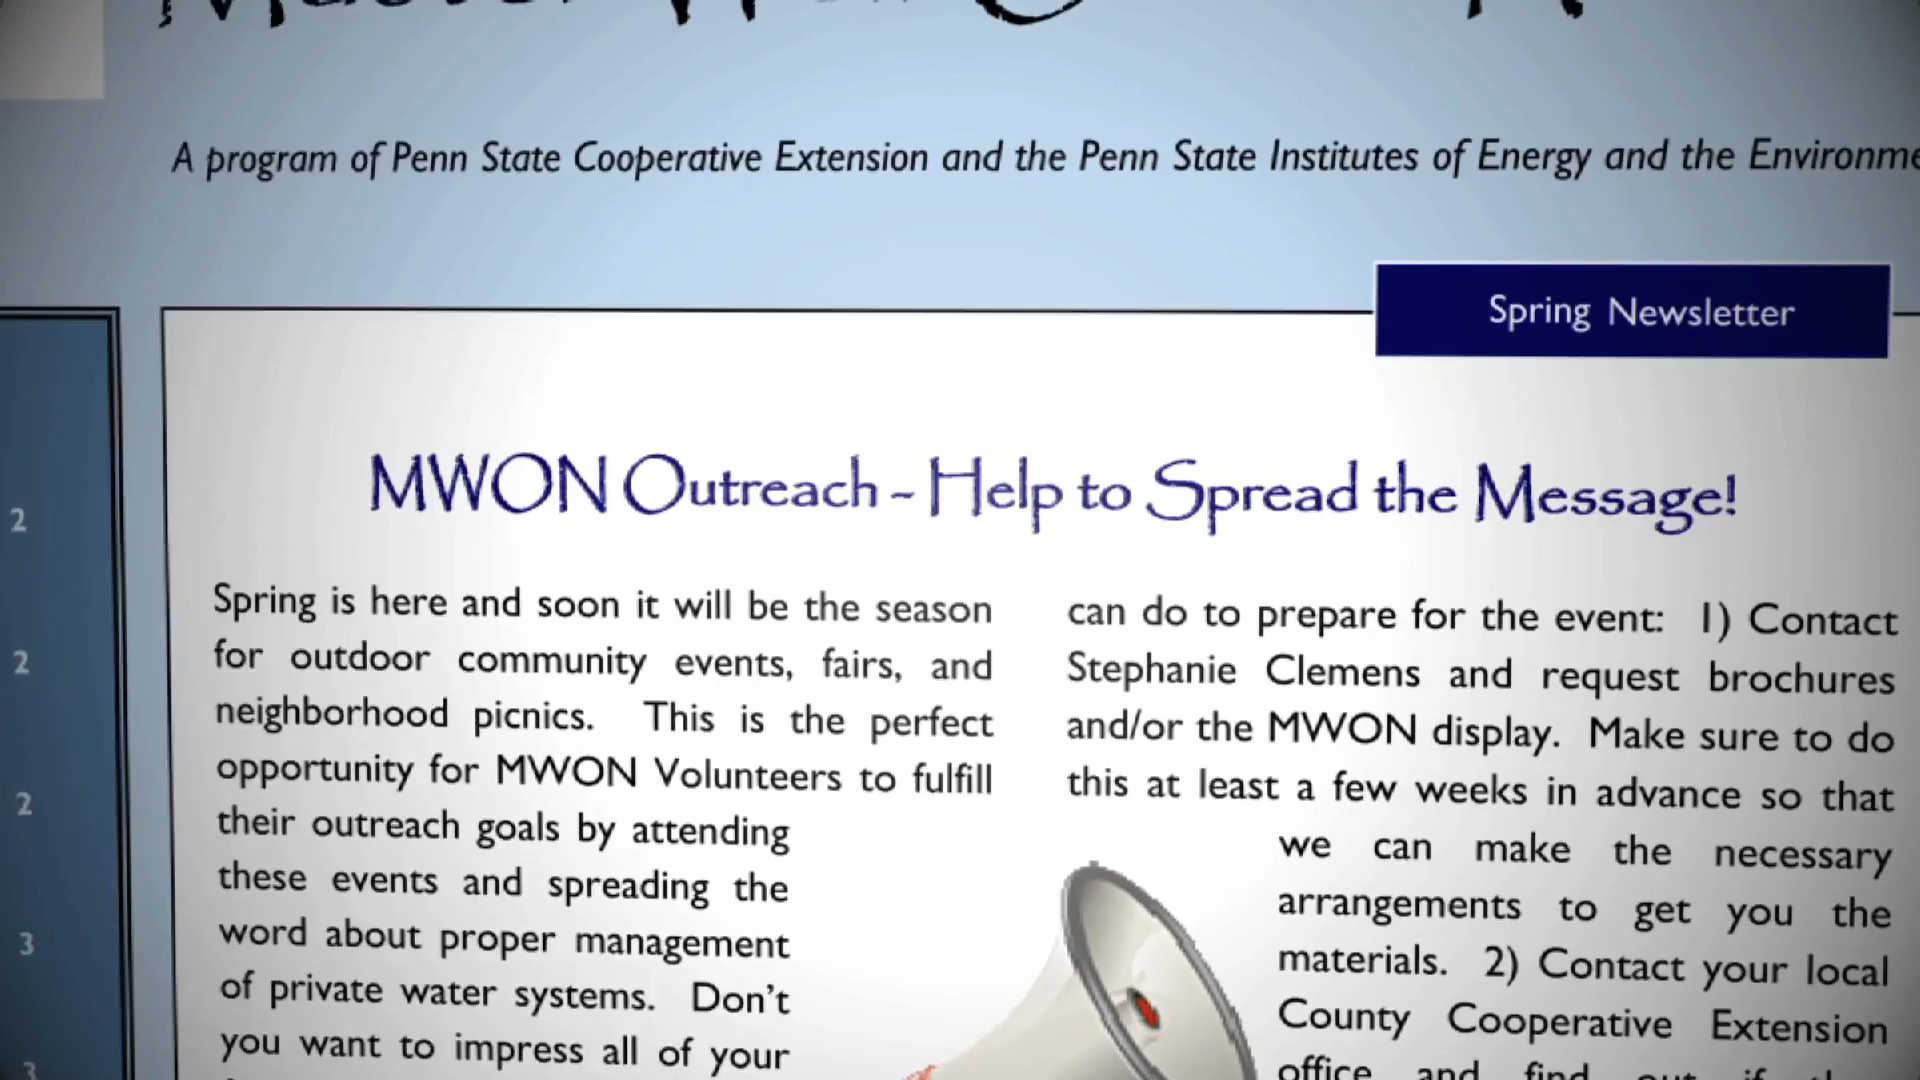 A program of Penn State Cooperative Extension and the Penn State Institutes of Energy and the
Spring Newsletter
MWON Outreach ~ Help to Spread the Message!
Spring is here and soon it will be the season
for outdoor community events, fairs, and
neighborhood picnics. This is the perfect
opportunity for MWON Volunteers to fulfill
their outreach goals by attending
these events and spreading the
word about proper management
of private water systems. Don't
you want to impress all of your
can do to prepare for the event: 1) Contact
Stephanie Clemens and request brochures
and/or the MWON display. Make sure to do
this at least a few weeks in advance so that
we can make the necessary
arrangements to get you the
materials. 2) Contact your local
County Cooperative Extension
office and find out if
2
2
2
3
3